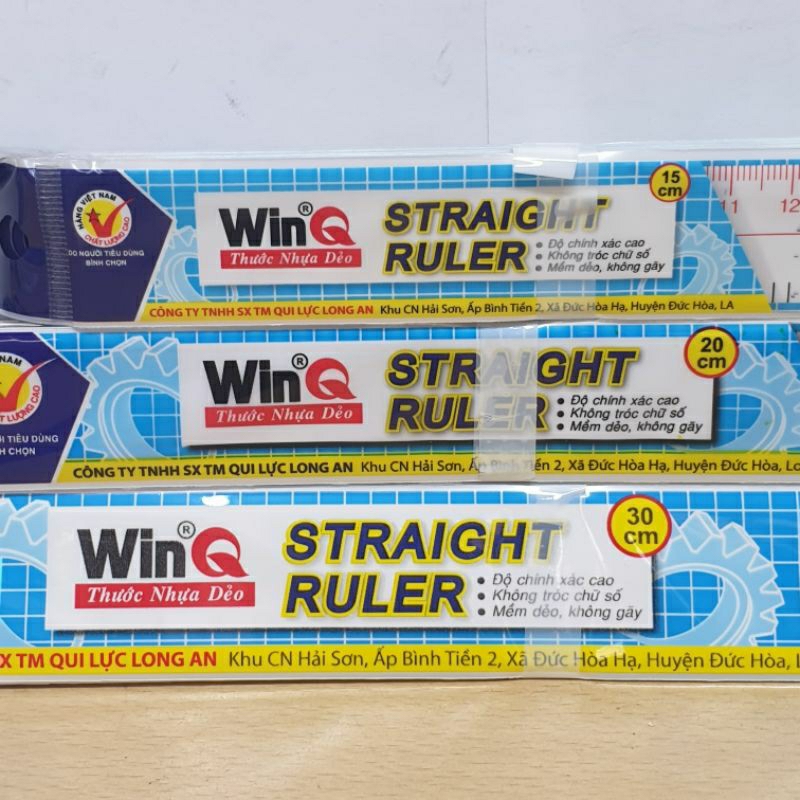 HÀNG VIỆT NAM
CHẤT LƯỢNG CAO
DO NGƯỜI TIÊU DÙNG
BÌNH CHỌN
WinQ®
Thước Nhựa Dẻo
STRAIGHT
RULER
• Độ chính xác cao
• Không tróc chữ số
• Mềm dẻo, không gãy
15
cm
11 12
CÔNG TY TNHH SX TM QUI LỰC LONG AN Khu CN Hải Sơn, Ấp Bình Tiền 2, Xã Đức Hòa Hạ, Huyện Đức Hòa, LA
NAM
LƯỢNG CAO
TIÊU DÙNG
CHỌN
WinQ®
Thước Nhựa Dẻo
STRAIGHT
RULER
• Độ chính xác cao
• Không tróc chữ số
• Mềm dẻo, không gãy
20
cm
CÔNG TY TNHH SX TM QUI LỰC LONG AN Khu CN Hải Sơn, Ấp Bình Tiền 2, Xã Đức Hòa Hạ, Huyện Đức Hòa, Lo
WinQ®
Thước Nhựa Dẻo
STRAIGHT
RULER
• Độ chính xác cao
• Không tróc chữ số
• Mềm dẻo, không gãy
30
cm
X TM QUI LỰC LONG AN Khu CN Hải Sơn, Ấp Bình Tiền 2, Xã Đức Hòa Hạ, Huyện Đức Hòa, L